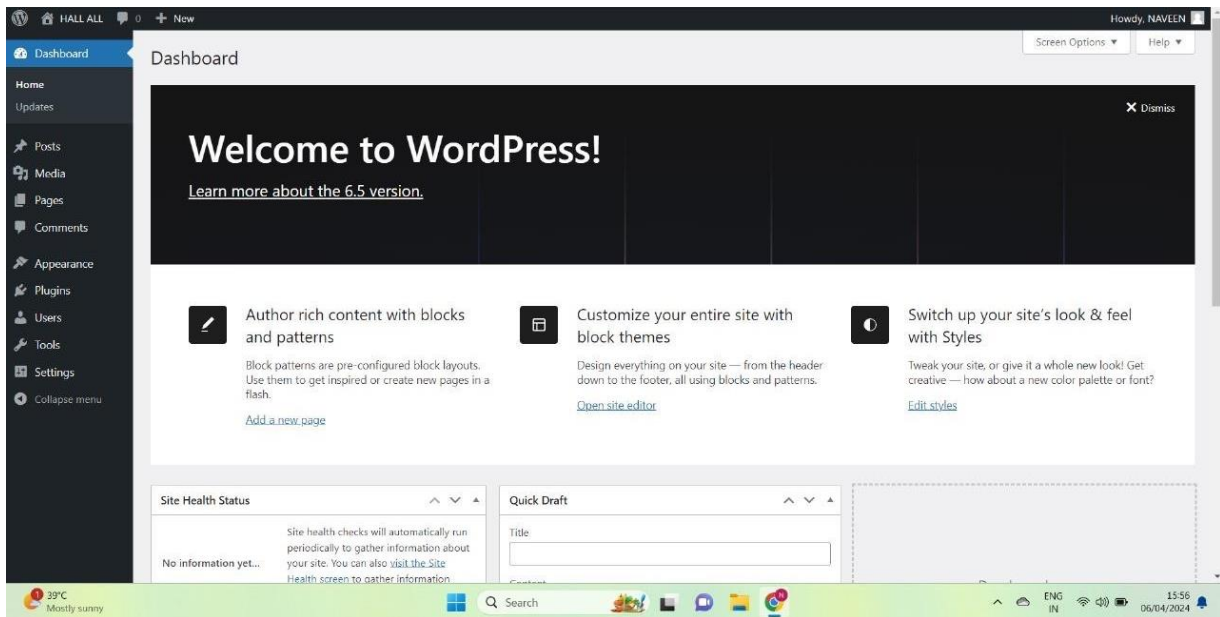 HALL ALL 0 + New
Howdy, NAVEEN
Dashboard
Home
Updates
Posts
Media
Pages
Comments
Appearance
Plugins
Users
Tools
Settings
Collapse menu
Dashboard
Screen Options ▼
Help ▼
Dismiss
Welcome to WordPress!
Learn more about the 6.5 version.
Author rich content with blocks
and patterns
Block patterns are pre-configured block layouts.
Use them to get inspired or create new pages in a
flash.
Add a new page
Customize your entire site with
block themes
Design everything on your site — from the header
down to the footer, all using blocks and patterns.
Open site editor
Switch up your site's look & feel
with Styles
Tweak your site, or give it a whole new look! Get
creative — how about a new color palette or font?
Edit styles
Site Health Status
No information yet...
Site health checks will automatically run
periodically to gather information about
your site. You can also visit the Site
Health screen to gather information
Quick Draft
Title
1
39°C
Mostly sunny
Search
ENG
IN
15:56
06/04/2024